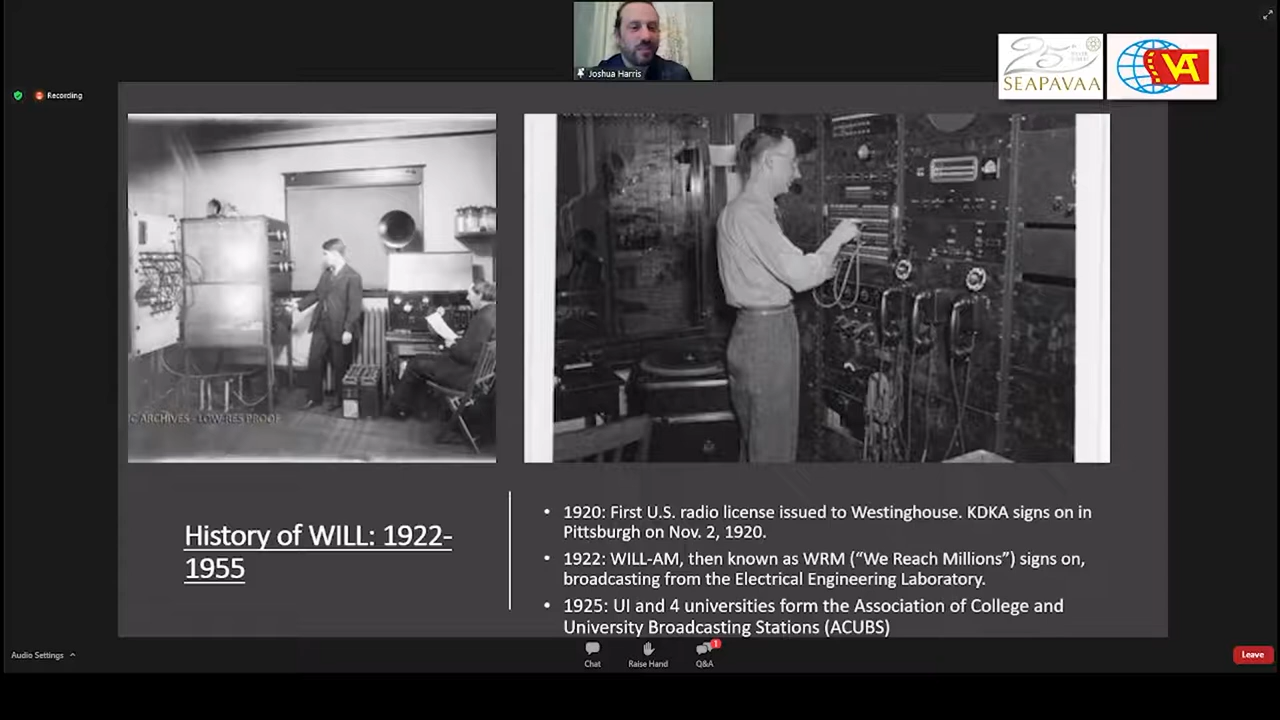 Joshua Harris
25
SEAPAVAA
VA
Recording
ARCHIVES - LOW-RES PROOF
History of WILL: 1922-
1955
• 1920: First U.S. radio license issued to Westinghouse. KDKA signs on in
Pittsburgh on Nov. 2, 1920.
• 1922: WILL-AM, then known as WRM (“We Reach Millions”) signs on,
broadcasting from the Electrical Engineering Laboratory.
• 1925: UI and 4 universities form the Association of College and
University Broadcasting Stations (ACUBS)
Audio Settings
Chat
Raise Hand
1
Q&A
Leave